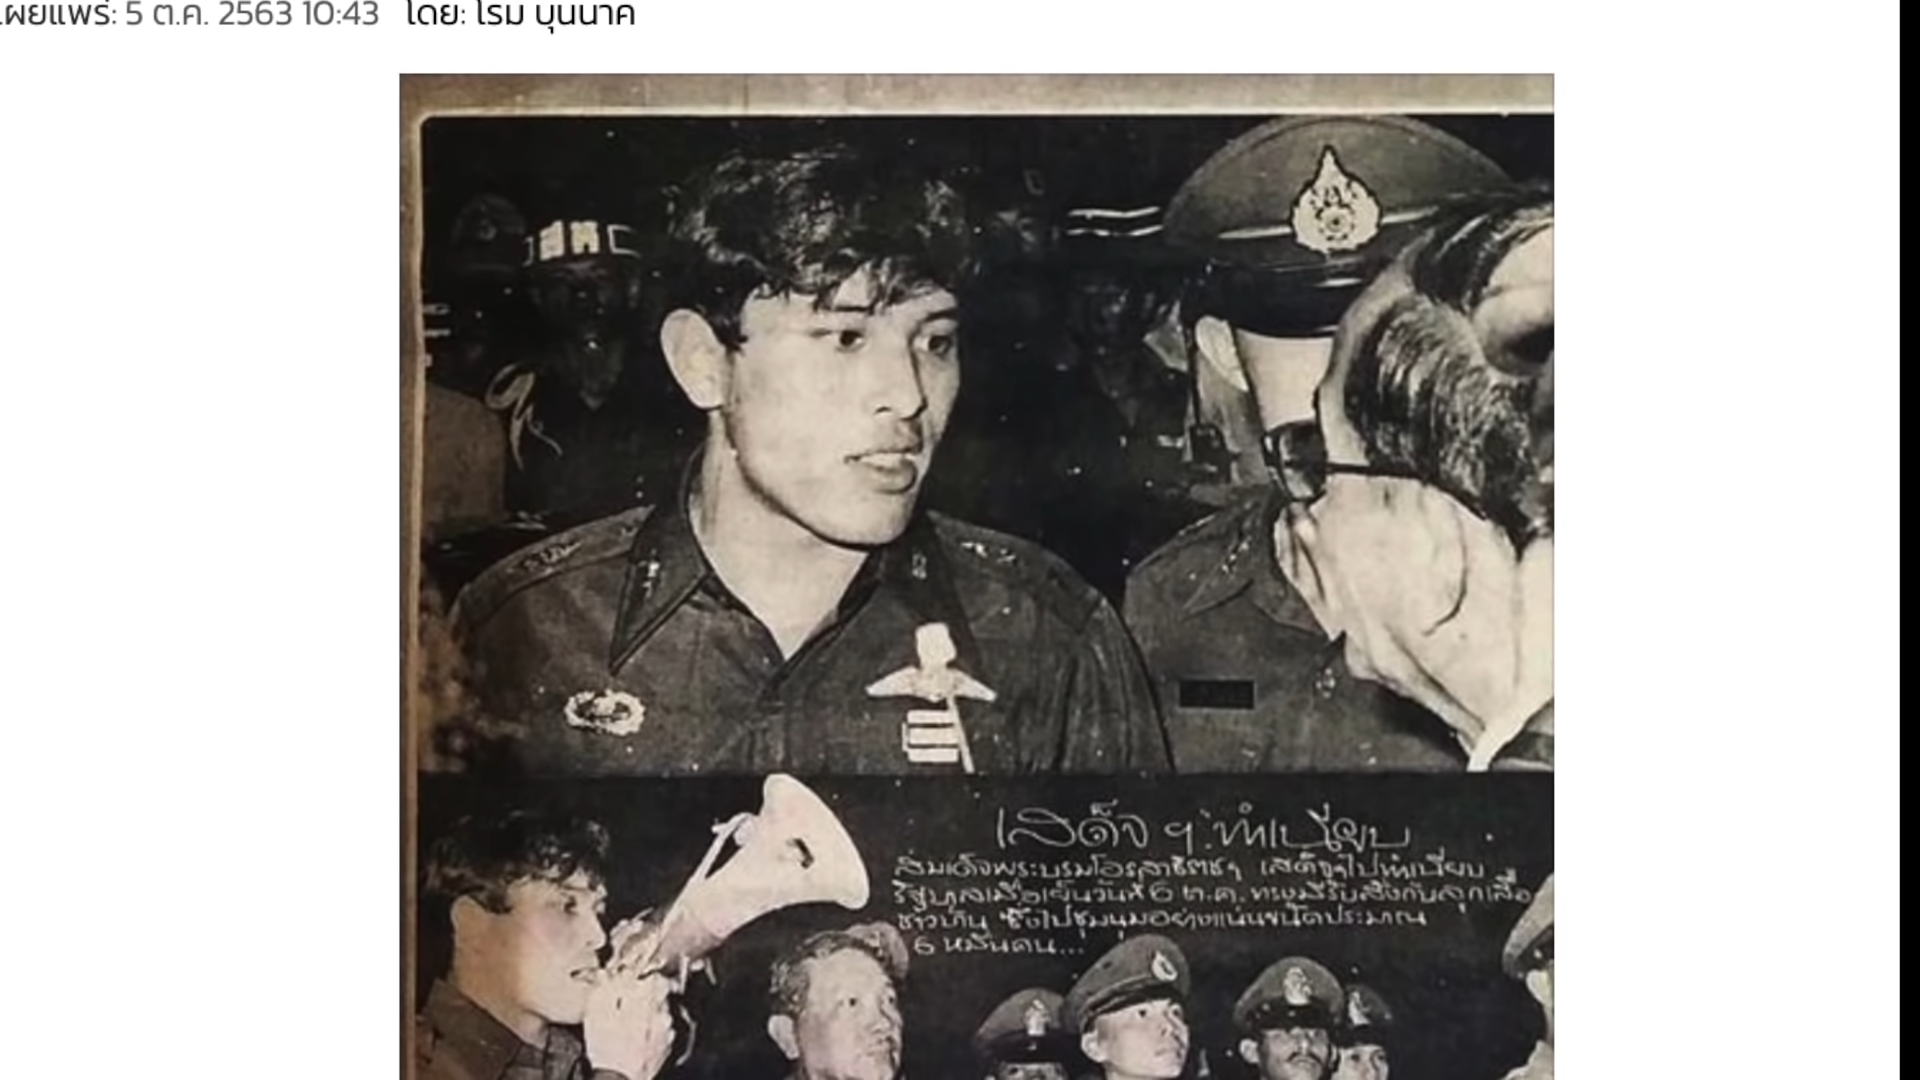 เผยแพร่: 5 ต.ค. 2563 10:43 โดย: โรม บุนนาค
เสด็จฯ ทำเนียบ
สมเด็จพระบรมโอรสาธิราชฯ เสด็จฯไปทำเนียบ
รัฐบาลเมื่อเย็นวันที่ 6 ต.ค. ทรงมีรับสั่งกับลูกเสือ
ชาวบ้าน ซึ่งไปชุมนุมอย่างแน่นขนัดประมาณ
6 หมื่นคน...